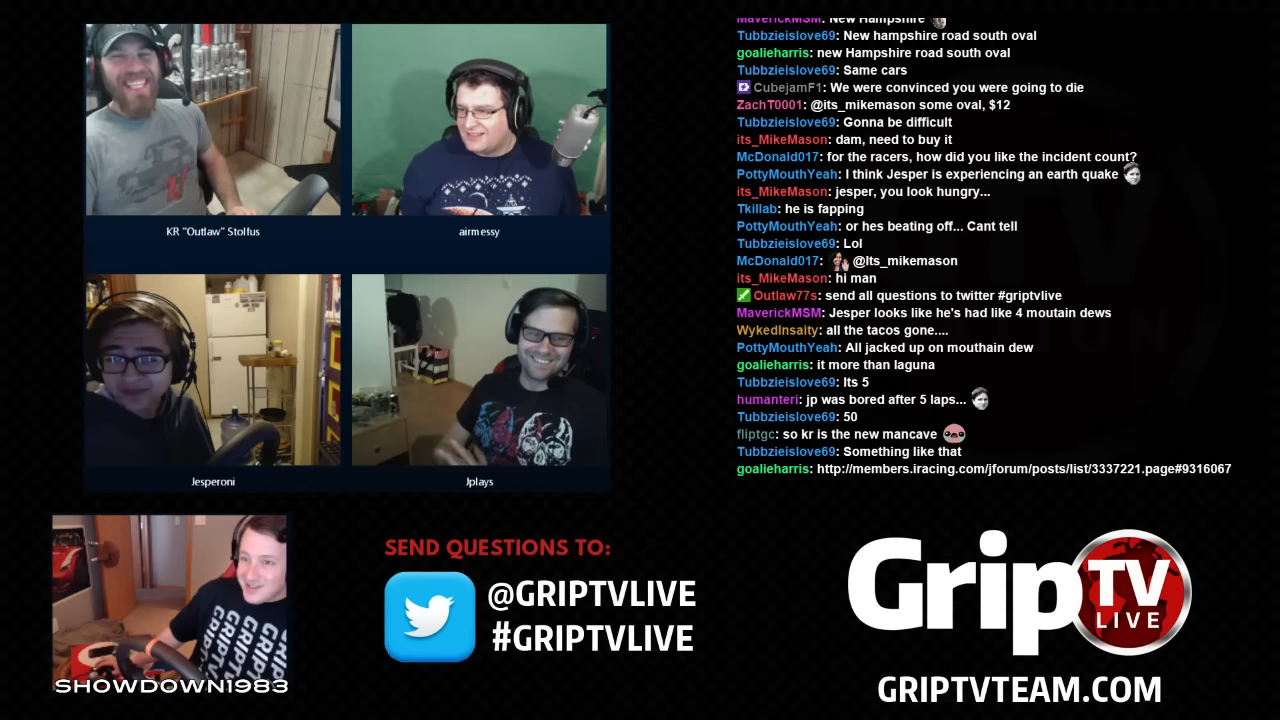 KR "Outlaw" Stolfus
airmessy
Jesperoni
Jplays
MaverickMSM: New Hampshire
Tubbzieislove69: New hampshire road south oval
goalieharris: new Hampshire road south oval
Tubbzieislove69: Same cars
CubejamF1: We were convinced you were going to die
ZachT0001: @its_mikemason some oval, $12
Tubbzieislove69: Gonna be difficult
its_MikeMason: dam, need to buy it
McDonald017: for the racers, how did you like the incident count?
PottyMouthYeah: I think Jesper is experiencing an earth quake
its_MikeMason: jesper, you look hungry...
Tkillab: he is fapping
PottyMouthYeah: or hes beating off... Cant tell
Tubbzieislove69: Lol
McDonald017: @Its_mikemason
its_MikeMason: hi man
Outlaw77s: send all questions to twitter #griptvlive
MaverickMSM: Jesper looks like he's had like 4 moutain dews
WykedInsaity: all the tacos gone....
PottyMouthYeah: All jacked up on mouthain dew
goalieharris: it more than laguna
Tubbzieislove69: Its 5
humanteri: jp was bored after 5 laps...
Tubbzieislove69: 50
fliptgc: so kr is the new mancave
Tubbzieislove69: Something like that
goalieharris: http://members.iracing.com/jforum/posts/list/3337221.page#9316067
GRIPTV
GRIPTV
GRIPTV
SHOWDOWN1983
SEND QUESTIONS TO:
@GRIPTVLIVE
#GRIPTVLIVE
Grip TV
LIVE
GRIPTVTEAM.COM